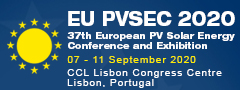 EU PVSEC 2020
37th European PV Solar Energy
Conference and Exhibition
07 - 11 September 2020
CCL Lisbon Congress Centre
Lisbon, Portugal